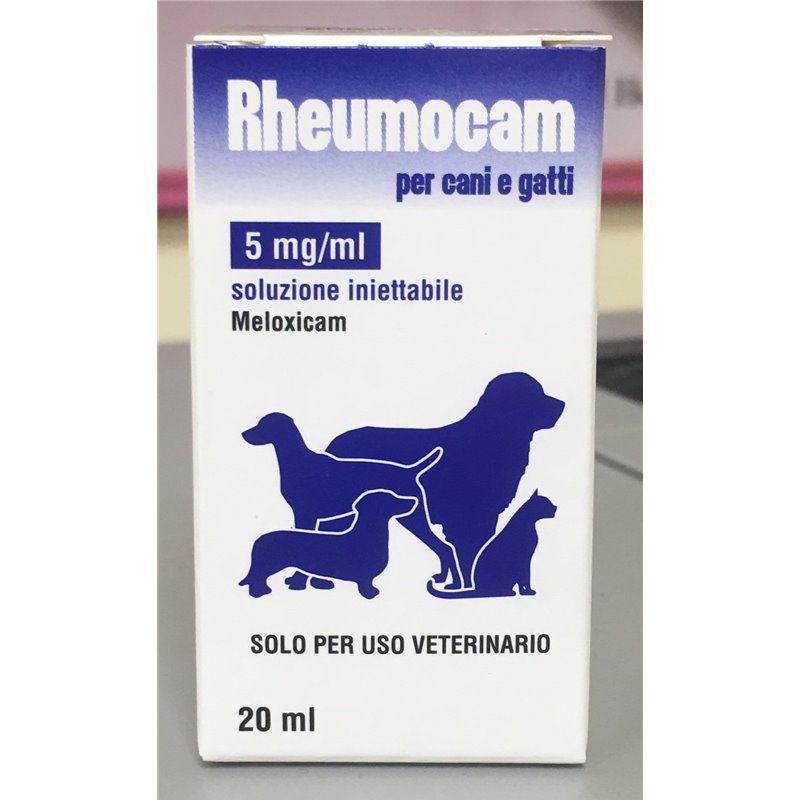 Rheumocam
per cani e gatti
5 mg/ml
soluzione iniettabile
Meloxicam
SOLO PER USO VETERINARIO
20 ml